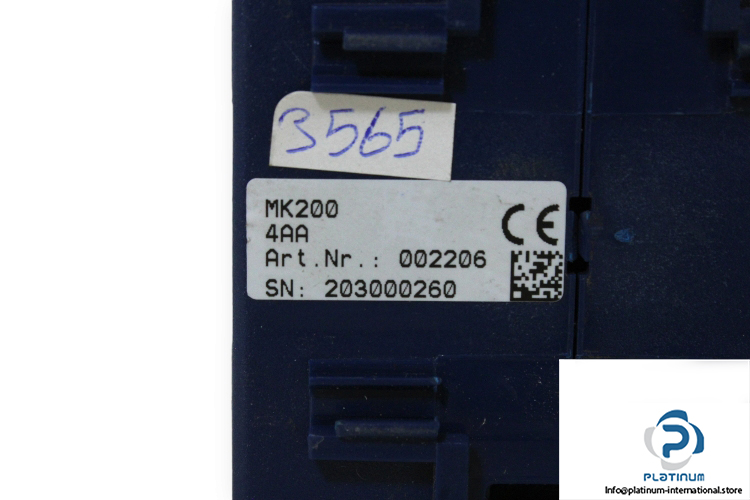 3565
MK200
4AA
Art.Nr.: 002206
SN: 203000260
CE
PLATINUM
Info@platinum-international.store